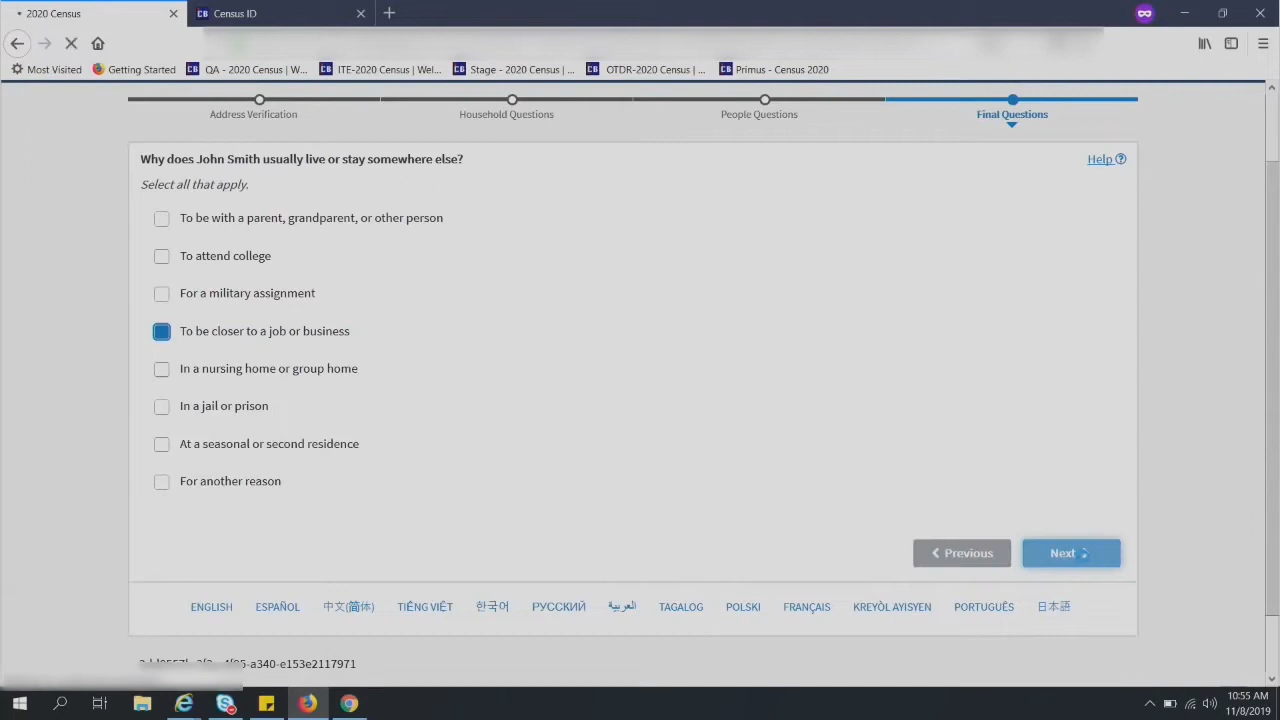 2020 Census
Census ID
Most Visited
Getting Started
QA - 2020 Census | W...
ITE-2020 Census | Wel...
Stage - 2020 Census | ...
OTDR-2020 Census | ...
Primus - Census 2020
Address Verification
Household Questions
People Questions
Final Questions
Why does John Smith usually live or stay somewhere else?
Help
Select all that apply.
To be with a parent, grandparent, or other person
To attend college
For a military assignment
To be closer to a job or business
In a nursing home or group home
In a jail or prison
At a seasonal or second residence
For another reason
Previous
Next
ENGLISH ESPAÑOL 中文(简体) TIẾNG VIỆT 한국어 РУССКИЙ العربية TAGALOG POLSKI FRANÇAIS KREYÒL AYISYEN PORTUGUÊS 日本語
a340-e153e2117971
10:55 AM
11/8/2019